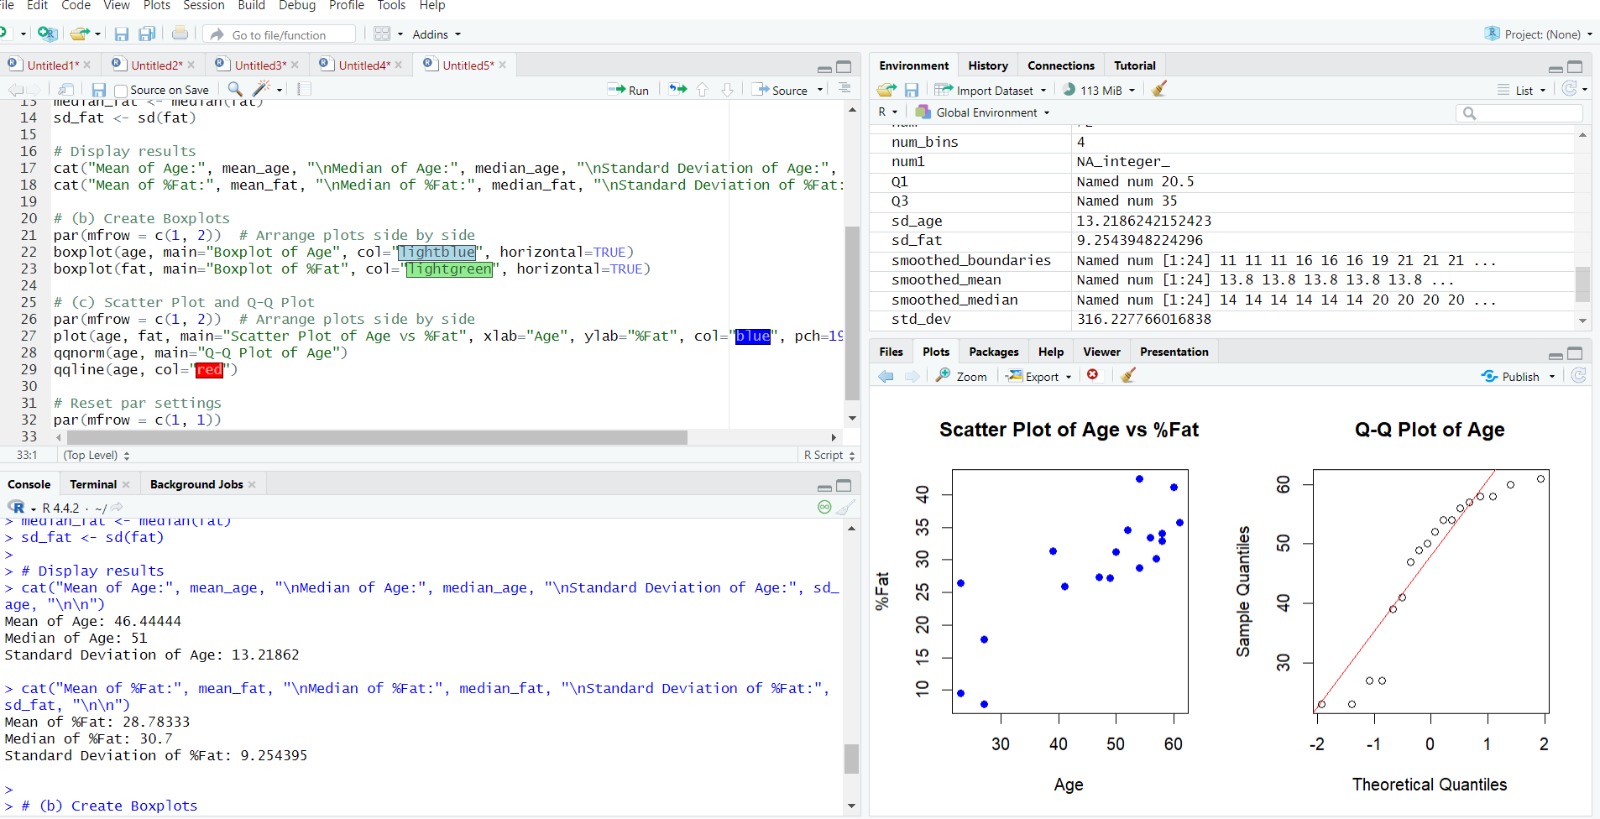 File Edit Code View Plots Session Build Debug Profile Tools Help
Go to file/function Addins Project: (None)
Untitled1* Untitled2* Untitled3* Untitled4* Untitled5*
Source on Save Run Source
13 median_fat <- median(fat)
14 sd_fat <- sd(fat)
15
16 # Display results
17 cat("Mean of Age:", mean_age, "\nMedian of Age:", median_age, "\nStandard Deviation of Age:",
18 cat("Mean of %Fat:", mean_fat, "\nMedian of %Fat:", median_fat, "\nStandard Deviation of %Fat:
19
20 # (b) Create Boxplots
21 par(mfrow = c(1, 2))  # Arrange plots side by side
22 boxplot(age, main="Boxplot of Age", col="lightblue", horizontal=TRUE)
23 boxplot(fat, main="Boxplot of %Fat", col="lightgreen", horizontal=TRUE)
24
25 # (c) Scatter Plot and Q-Q Plot
26 par(mfrow = c(1, 2))  # Arrange plots side by side
27 plot(age, fat, main="Scatter Plot of Age vs %Fat", xlab="Age", ylab="%Fat", col="blue", pch=19
28 qqnorm(age, main="Q-Q Plot of Age")
29 qqline(age, col="red")
30
31 # Reset par settings
32 par(mfrow = c(1, 1))
33
33:1 (Top Level) R Script
Console Terminal Background Jobs
R R 4.4.2 · ~/
> median_fat <- median(fat)
> sd_fat <- sd(fat)
>
> # Display results
> cat("Mean of Age:", mean_age, "\nMedian of Age:", median_age, "\nStandard Deviation of Age:", sd_
age, "\n\n")
Mean of Age: 46.44444
Median of Age: 51
Standard Deviation of Age: 13.21862
> cat("Mean of %Fat:", mean_fat, "\nMedian of %Fat:", median_fat, "\nStandard Deviation of %Fat:",
sd_fat, "\n\n")
Mean of %Fat: 28.78333
Median of %Fat: 30.7
Standard Deviation of %Fat: 9.254395
>
> # (b) Create Boxplots
Environment History Connections Tutorial
Import Dataset 113 MiB List
R Global Environment
num_bins 4
num1 NA_integer_
Q1 Named num 20.5
Q3 Named num 35
sd_age 13.2186242152423
sd_fat 9.2543948224296
smoothed_boundaries Named num [1:24] 11 11 11 16 16 16 19 21 21 21 ...
smoothed_mean Named num [1:24] 13.8 13.8 13.8 13.8 13.8 ...
smoothed_median Named num [1:24] 14 14 14 14 14 14 20 20 20 20 ...
std_dev 316.227766016838
Files Plots Packages Help Viewer Presentation
Zoom Export Publish
Scatter Plot of Age vs %Fat
%Fat
40
35
30
25
20
15
10
30 40 50 60
Age
Q-Q Plot of Age
Sample Quantiles
60
50
40
30
-2 -1 0 1 2
Theoretical Quantiles